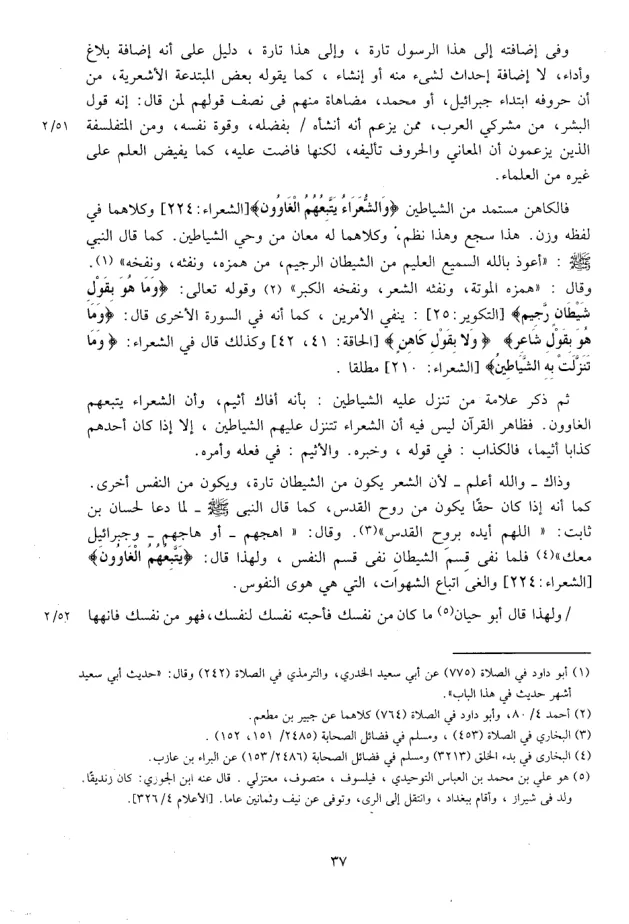 وفى إضافته إلى هذا الرسول تارة ، وإلى هذا تارة ، دليل على أنه إضافة بلاغ
وأداء، لا إضافة إحداث لشىء منه أو إنشاء ، كما يقوله بعض المبتدعة الأشعرية، من
أن حروفه ابتداء جبرائيل، أو محمد، مضاهاة منهم فى نصف قولهم لمن قال: إنه قول
البشر، من مشركي العرب، ممن يزعم أنه أنشأه / بفضله، وقوة نفسه، ومن المتفلسفة
٢/٥١
الذين يزعمون أن المعاني والحروف تأليفه، لكنها فاضت عليه، كما يفيض العلم على
غيره من العلماء.
فالكاهن مستمد من الشياطين ﴿وَالشُّعَرَاءُ يَتَّبِعُهُمُ الْغَاوُونَ﴾[الشعراء:٢٢٤] وكلاهما في
لفظه وزن. هذا سجع وهذا نظم، وكلاهما له معان من وحي الشياطين. كما قال النبي
ﷺ : «أعوذ بالله السميع العليم من الشيطان الرجيم، من همزه، ونفثه، ونفخه» (١).
وقال : «همزه الموتة، ونفثه الشعر، ونفخه الكبر» (٢) وقوله تعالى: ﴿وَمَا هُوَ بِقَوْلِ
شَيْطَانٍ رَّجِيمٍ﴾ [التكوير:٢٥] : ينفي الأمرين ، كما أنه في السورة الأخرى قال: ﴿وَمَا
هُوَ بِقَوْلِ شَاعِرٍ﴾ ﴿وَلا بِقَوْلِ كَاهِنٍ﴾ [الحاقة: ٤١، ٤٢] وكذلك قال في الشعراء: ﴿وَمَا
تَنَزَّلَتْ بِهِ الشَّيَاطِينُ﴾ [الشعراء: ٢١٠] مطلقا .
ثم ذكر علامة من تنزل عليه الشياطين : بأنه أفاك أثيم، وأن الشعراء يتبعهم
الغاوون. فظاهر القرآن ليس فيه أن الشعراء تتنزل عليهم الشياطين ، إلا إذا كان أحدهم
كذابا أثيما، فالكذاب : في قوله ، وخبره. والأثيم : في فعله وأمره.
وذاك ـ والله أعلم ـ لأن الشعر يكون من الشيطان تارة، ويكون من النفس أخرى.
كما أنه إذا كان حقًا يكون من روح القدس، كما قال النبى ﷺ ـ لما دعا لحسان بن
ثابت: « اللهم أيده بروح القدس»(٣). وقال: « اهجهم ـ أو هاجهم ـ وجبرائيل
معك»(٤) فلما نفى قسم الشيطان نفى قسم النفس ، ولهذا قال: ﴿يَتَّبِعُهُمُ الْغَاوُونَ﴾
[الشعراء:٢٢٤] والغى اتباع الشهوات، التي هي هوى النفوس.
/ ولهذا قال أبو حيان(٥) ما كان من نفسك فأحبته نفسك لنفسك،فهو من نفسك فانهها
٢/٥٢
(١) أبو داود في الصلاة (٧٧٥) عن أبي سعيد الخدري، والترمذي في الصلاة (٢٤٢) وقال: «حديث أبي سعيد
أشهر حديث في هذا الباب».
(٢) أحمد ٤/ ٨٠، وأبو داود في الصلاة (٧٦٤) كلاهما عن جبير بن مطعم.
(٣) البخارى في الصلاة (٤٥٣) ، ومسلم في فضائل الصحابة (٢٤٨٥/ ١٥١، ١٥٢) .
(٤) البخارى في بدء الخلق (٣٢١٣) ومسلم في فضائل الصحابة (٢٤٨٦/ ١٥٣) عن البراء بن عازب.
(٥) هو علي بن محمد بن العباس التوحيدي ، فيلسوف ، متصوف، معتزلي . قال عنه ابن الجوزي: كان زنديقًا.
ولد فى شيراز ، وأقام ببغداد ، وانتقل إلى الرى، وتوفى عن نيف وثمانين عاما. [الأعلام ٤/ ٣٢٦].
٣٧